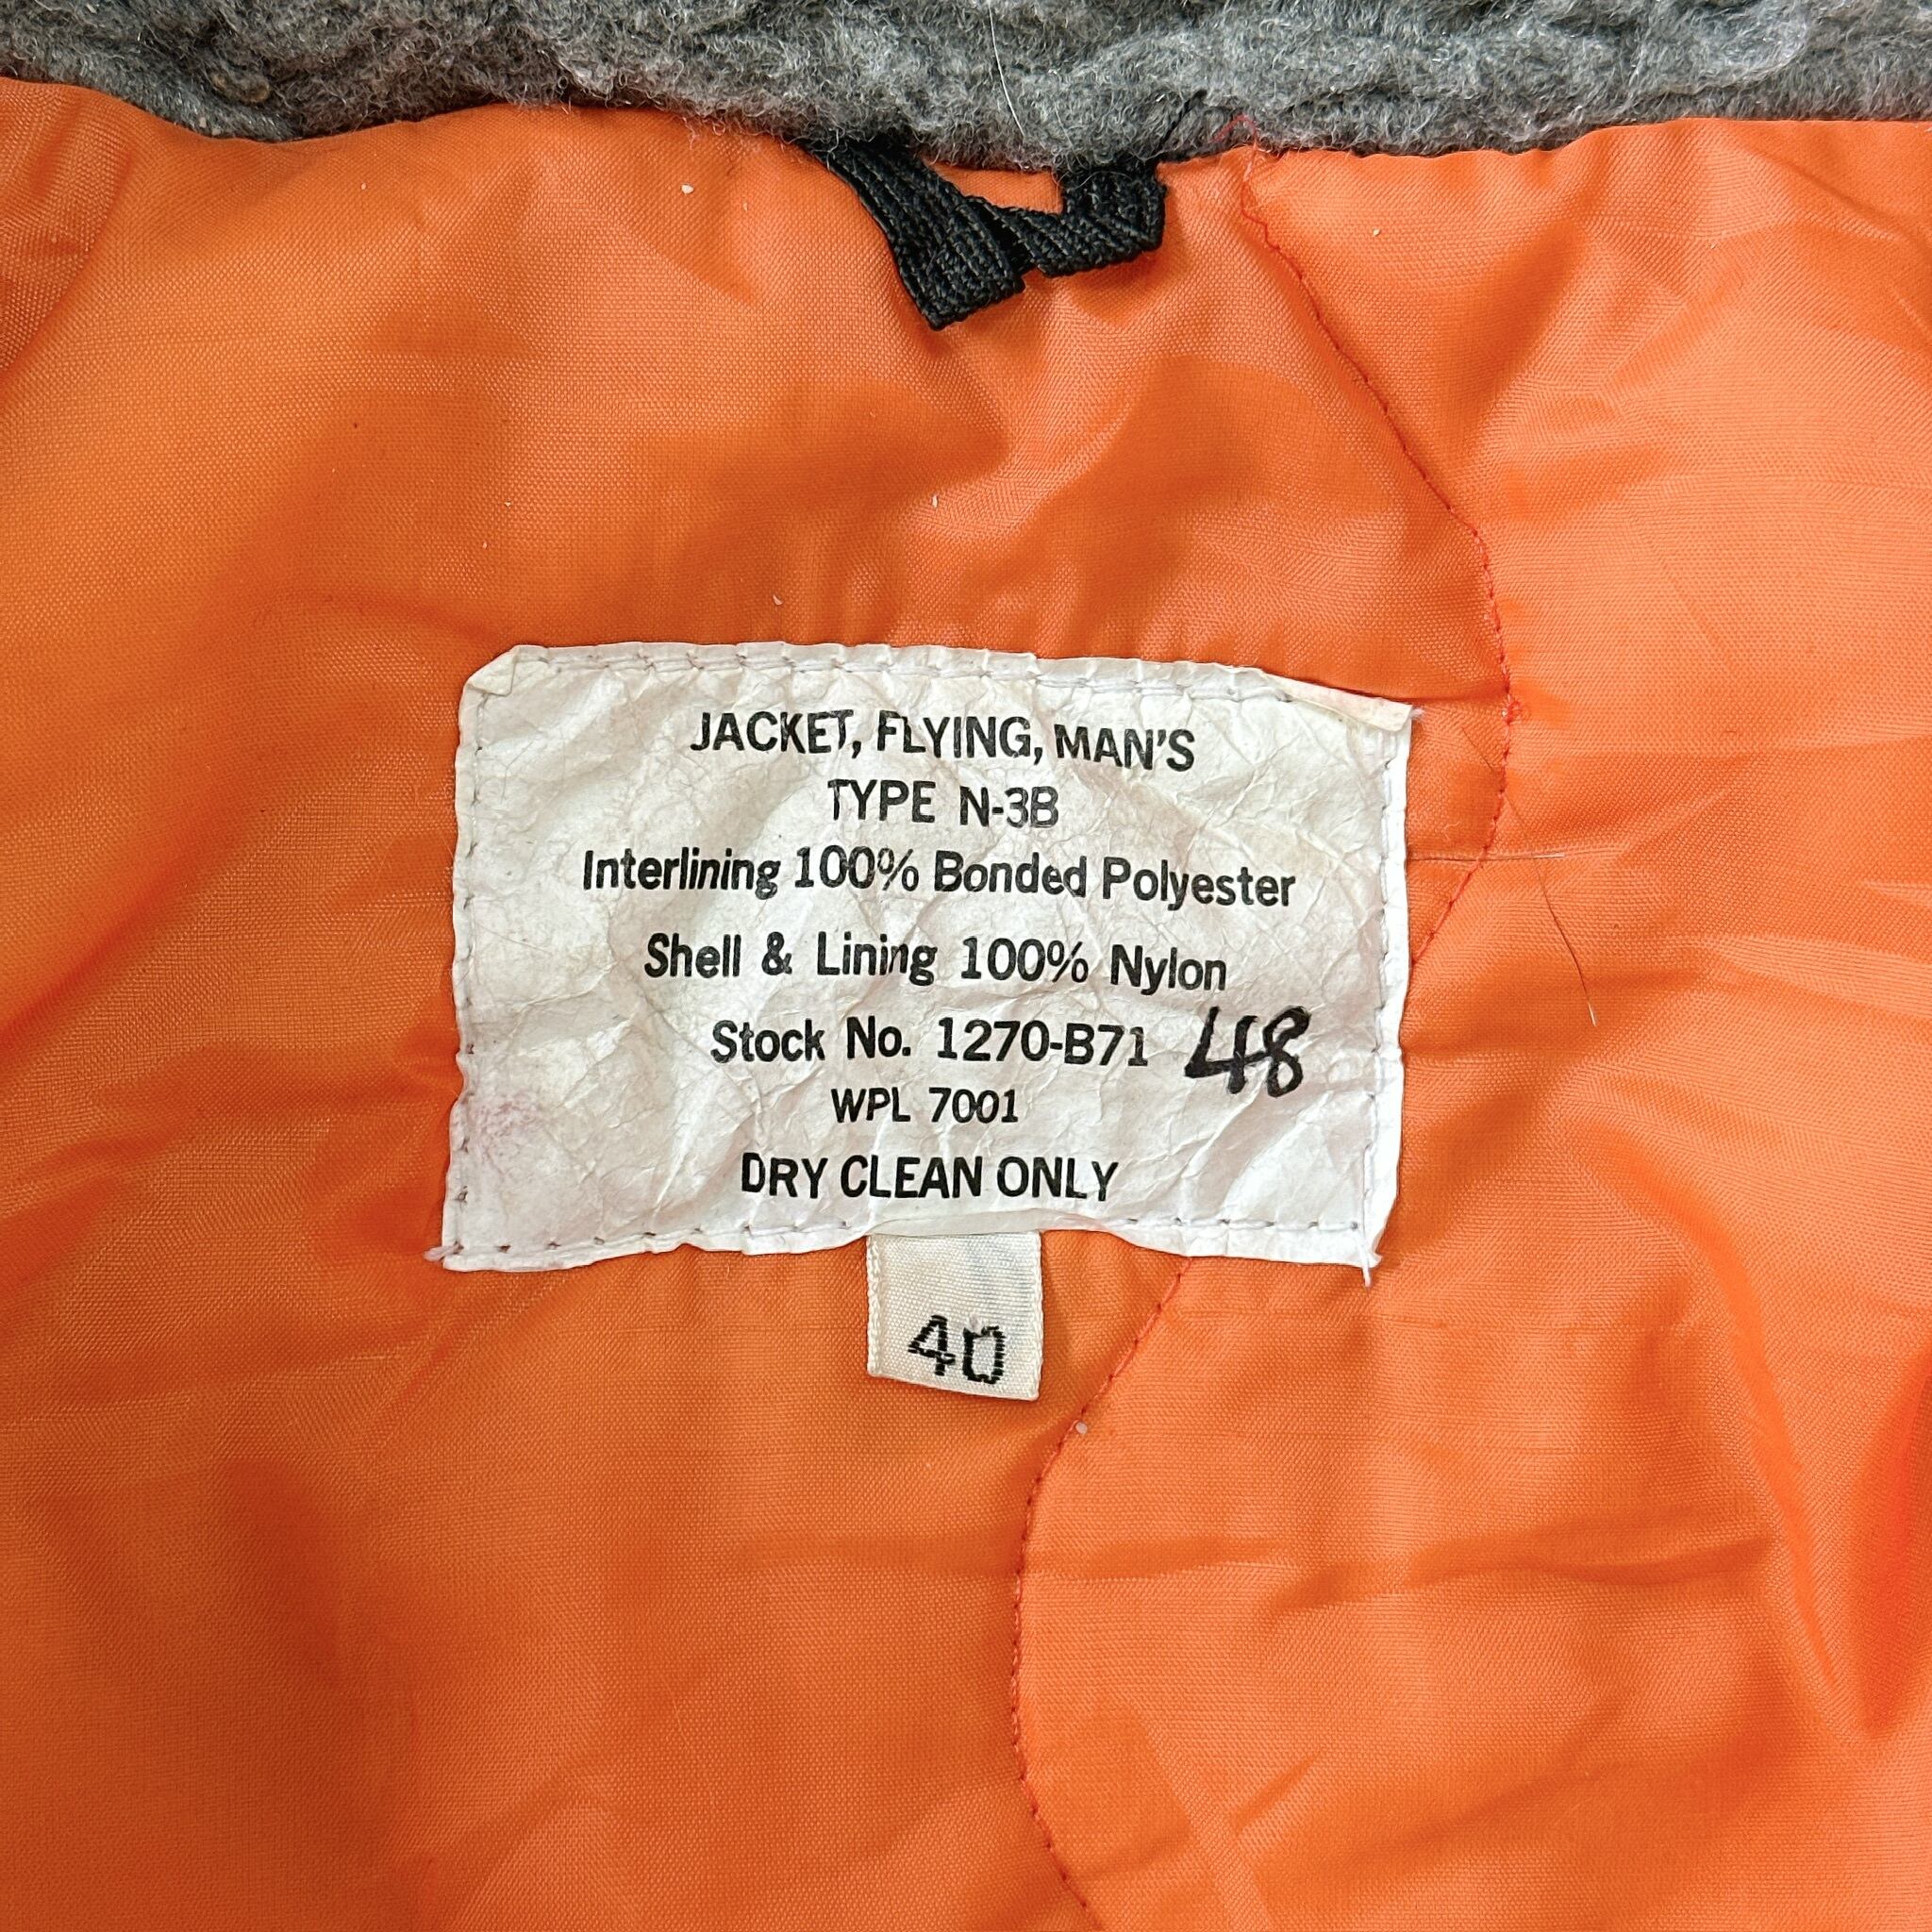 JACKET, FLYING, MAN'S
TYPE N-3B
Interlining 100% Bonded Polyester
Shell & Lining 100% Nylon
Stock No. 1270-B71 48
WPL 7001
DRY CLEAN ONLY
40